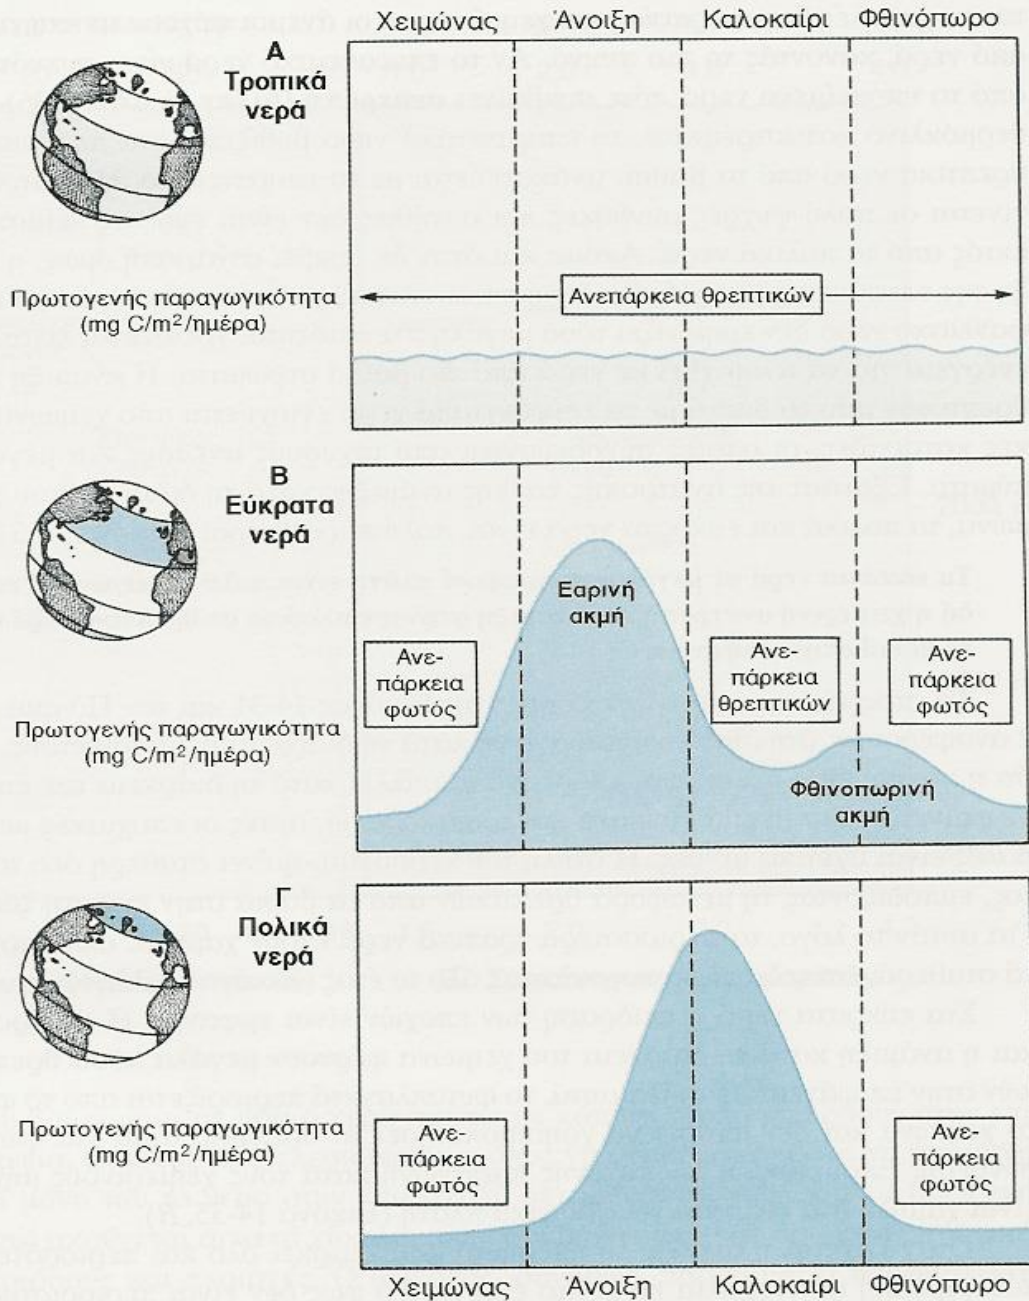 Χειμώνας Άνοιξη Καλοκαίρι Φθινόπωρο
Α
Τροπικά
νερά
Πρωτογενής παραγωγικότητα
(mg C/m²/ημέρα)
Ανεπάρκεια θρεπτικών
Β
Εύκρατα
νερά
Πρωτογενής παραγωγικότητα
(mg C/m²/ημέρα)
Ανε-
πάρκεια
φωτός
Εαρινή
ακμή
Ανε-
πάρκεια
θρεπτικών
Ανε-
πάρκεια
φωτός
Φθινοπωρινή
ακμή
Γ
Πολικά
νερά
Πρωτογενής παραγωγικότητα
(mg C/m²/ημέρα)
Ανε-
πάρκεια
φωτός
Ανε-
πάρκεια
φωτός
Χειμώνας Άνοιξη Καλοκαίρι Φθινόπωρο